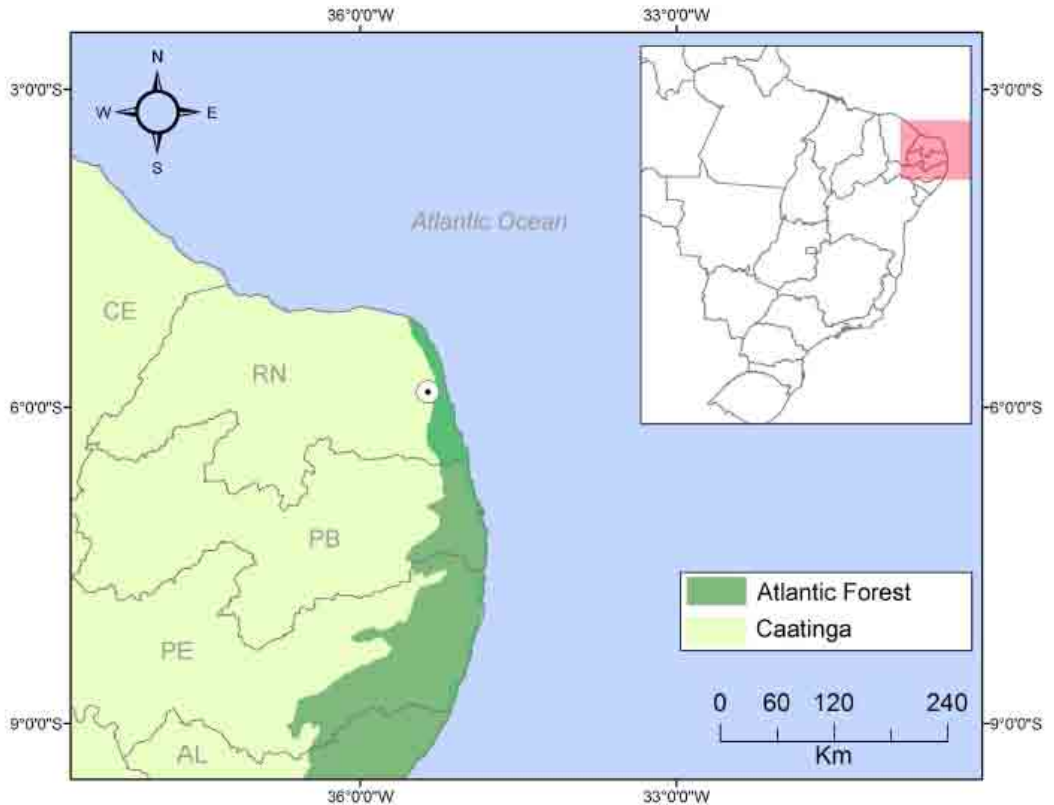 36°0'0"W 33°0'0"W
3°0'0"S 3°0'0"S
N
W E
S
Atlantic Ocean
CE
RN
6°0'0"S 6°0'0"S
PB
Atlantic Forest
Caatinga
PE
0 60 120 240
9°0'0"S 9°0'0"S
AL
Km
36°0'0"W 33°0'0"W